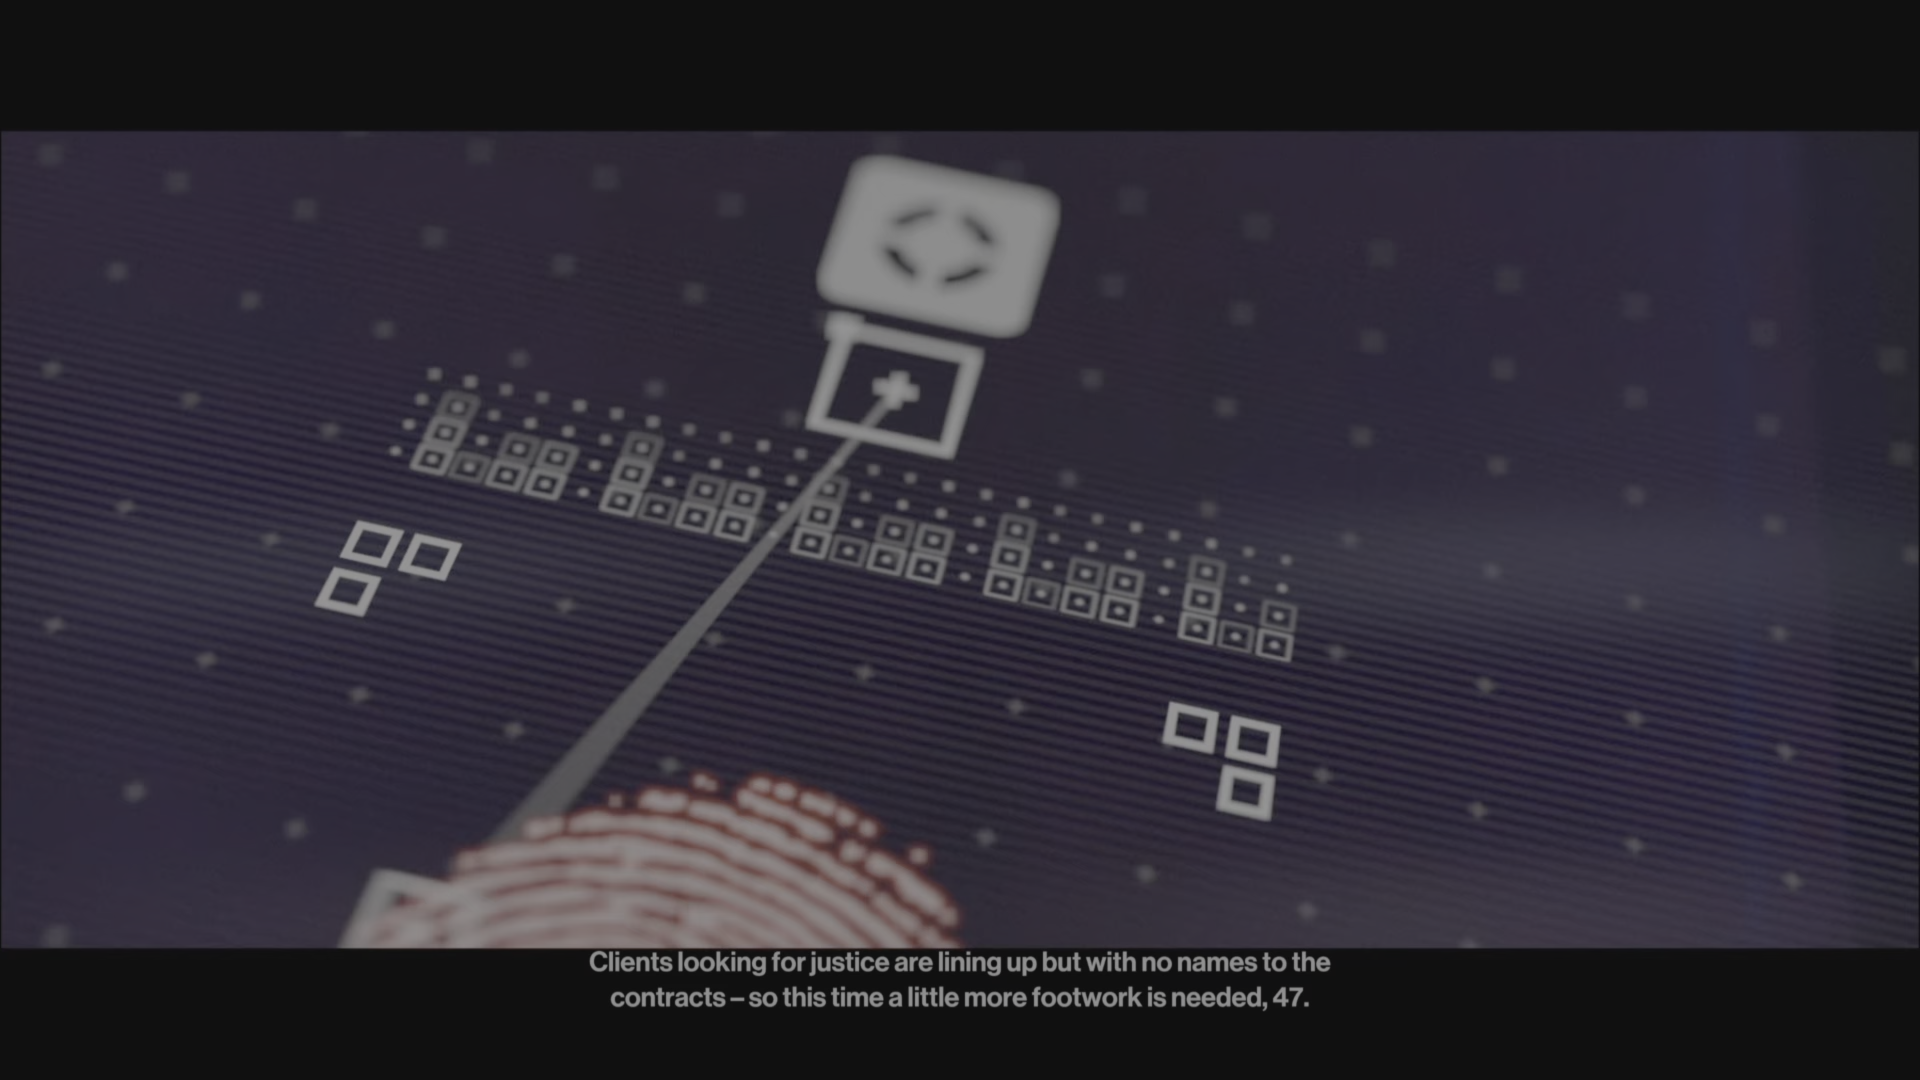 Clients looking for justice are lining up but with no names to the
contracts – so this time a little more footwork is needed, 47.